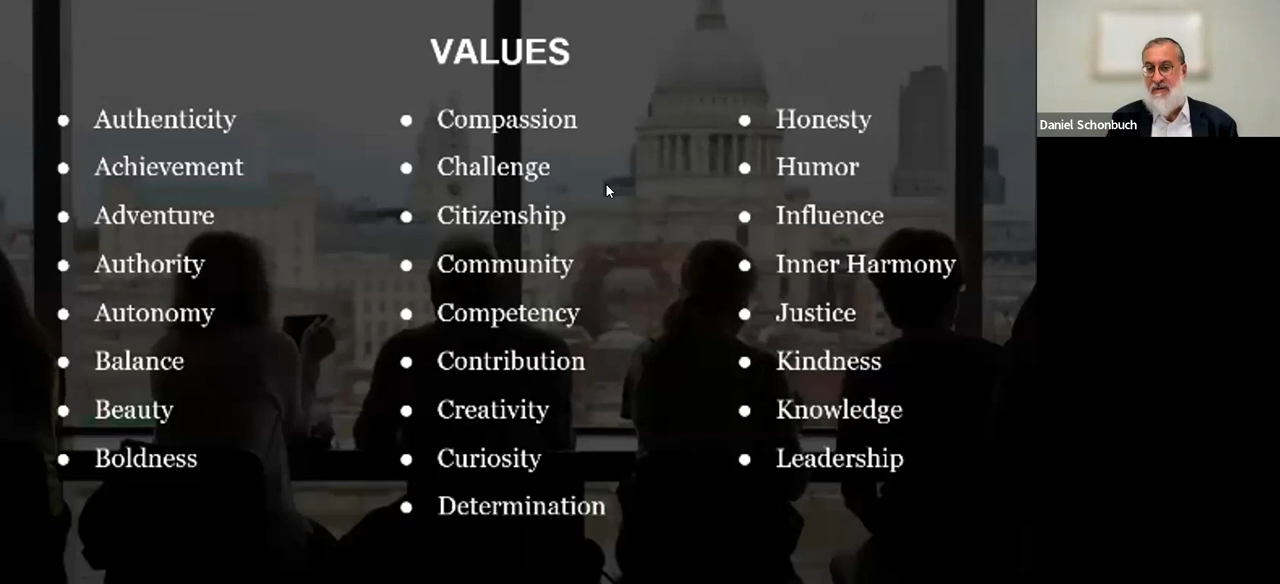 VALUES
● Authenticity
● Achievement
● Adventure
● Authority
● Autonomy
● Balance
● Beauty
● Boldness
● Compassion
● Challenge
● Citizenship
● Community
● Competency
● Contribution
● Creativity
● Curiosity
● Determination
● Honesty
● Humor
● Influence
● Inner Harmony
● Justice
● Kindness
● Knowledge
● Leadership
Daniel Schonbuch